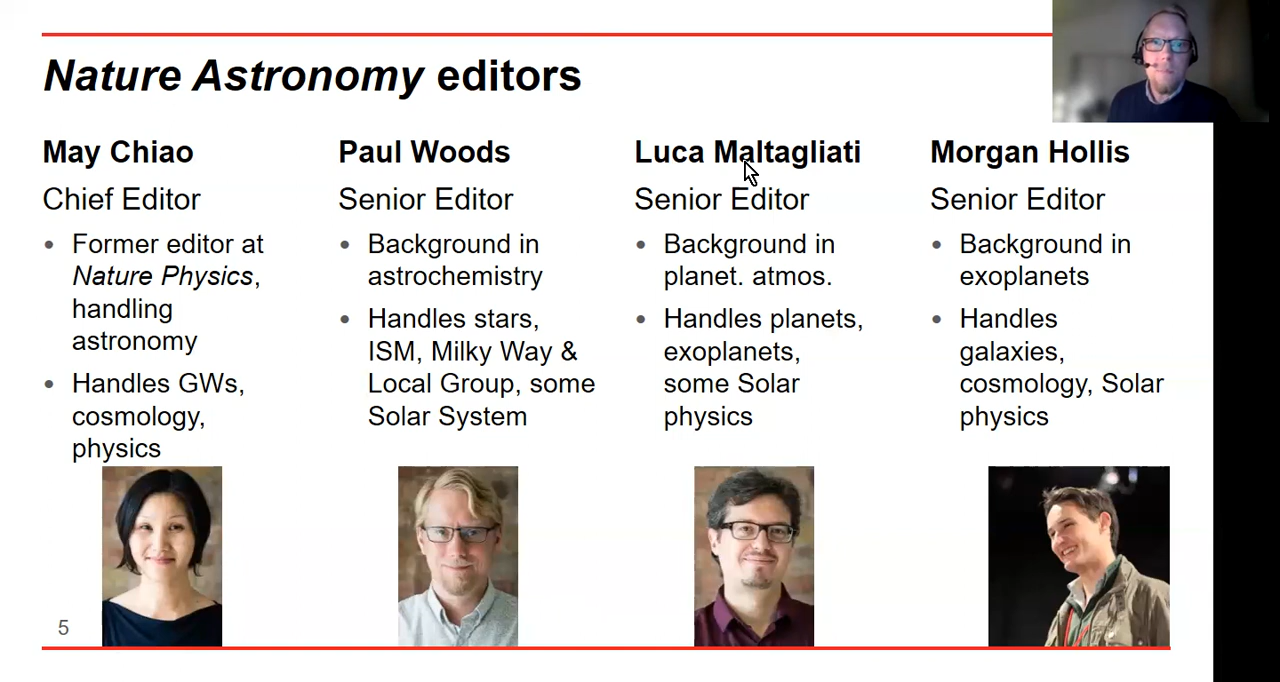 Nature Astronomy editors
May Chiao
Chief Editor
• Former editor at
Nature Physics,
handling
astronomy
• Handles GWs,
cosmology,
physics
Paul Woods
Senior Editor
• Background in
astrochemistry
• Handles stars,
ISM, Milky Way &
Local Group, some
Solar System
Luca Maltagliati
Senior Editor
• Background in
planet. atmos.
• Handles planets,
exoplanets,
some Solar
physics
Morgan Hollis
Senior Editor
• Background in
exoplanets
• Handles
galaxies,
cosmology, Solar
physics
5